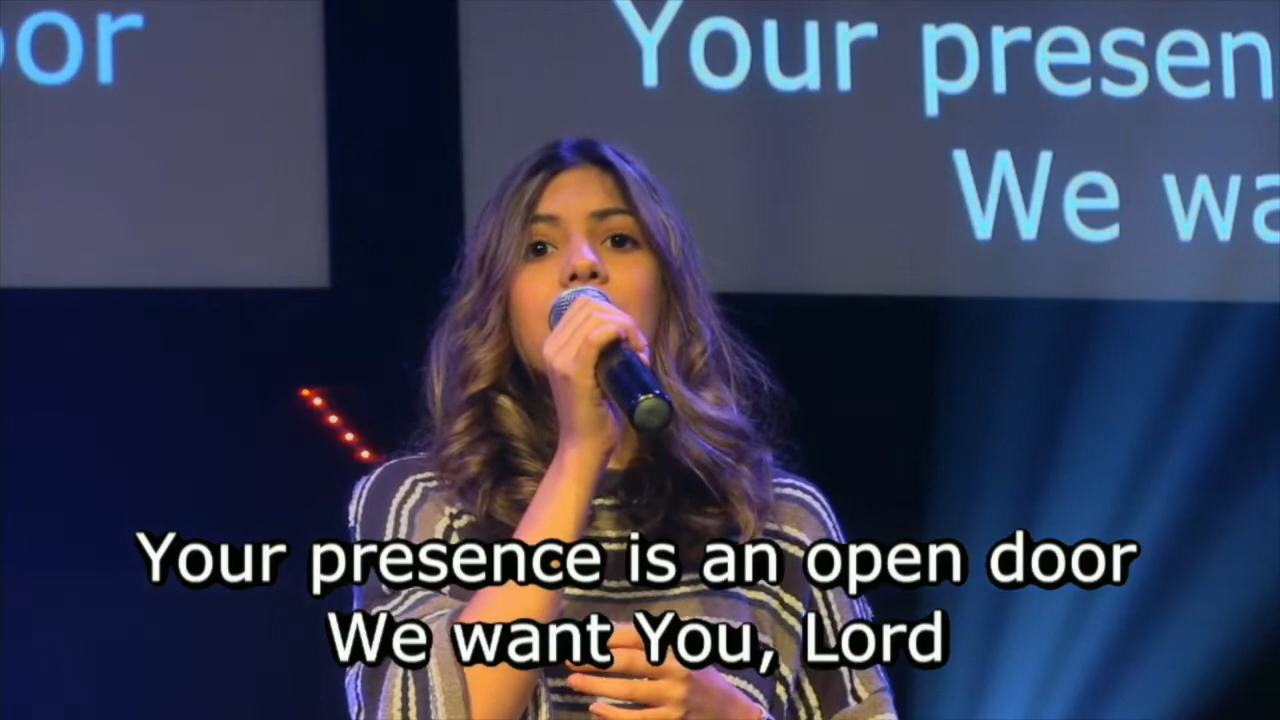 oor
Your presen
We wa
Your presence is an open door
We want You, Lord